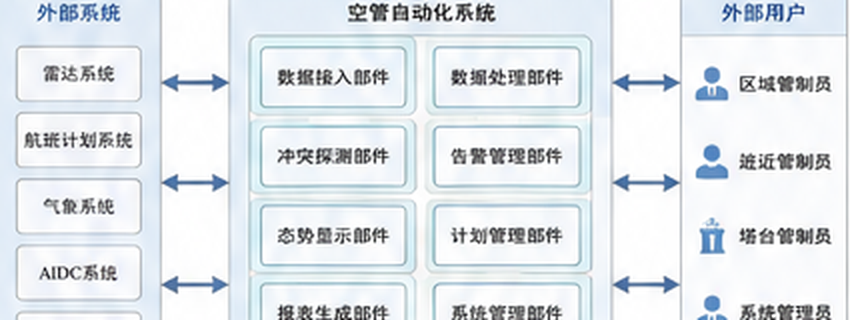 外部系统
雷达系统
航班计划系统
气象系统
AIDC系统
空管自动化系统
数据接入部件
数据处理部件
冲突探测部件
告警管理部件
态势显示部件
计划管理部件
报表生成部件
系统管理部件
外部用户
区域管制员
进近管制员
塔台管制员
系统管理员